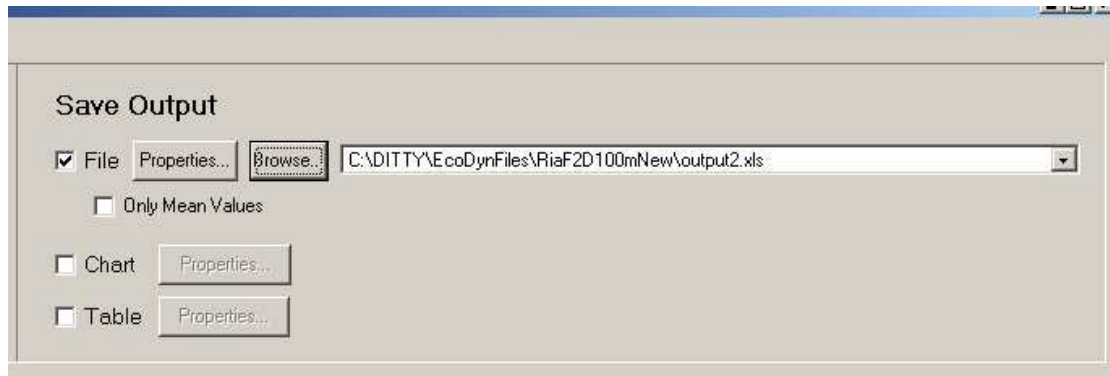 Save Output
File Properties... Browse... C:\DITTY\EcoDynFiles\RiaF2D100mNew\output2.xls
Only Mean Values
Chart Properties...
Table Properties...